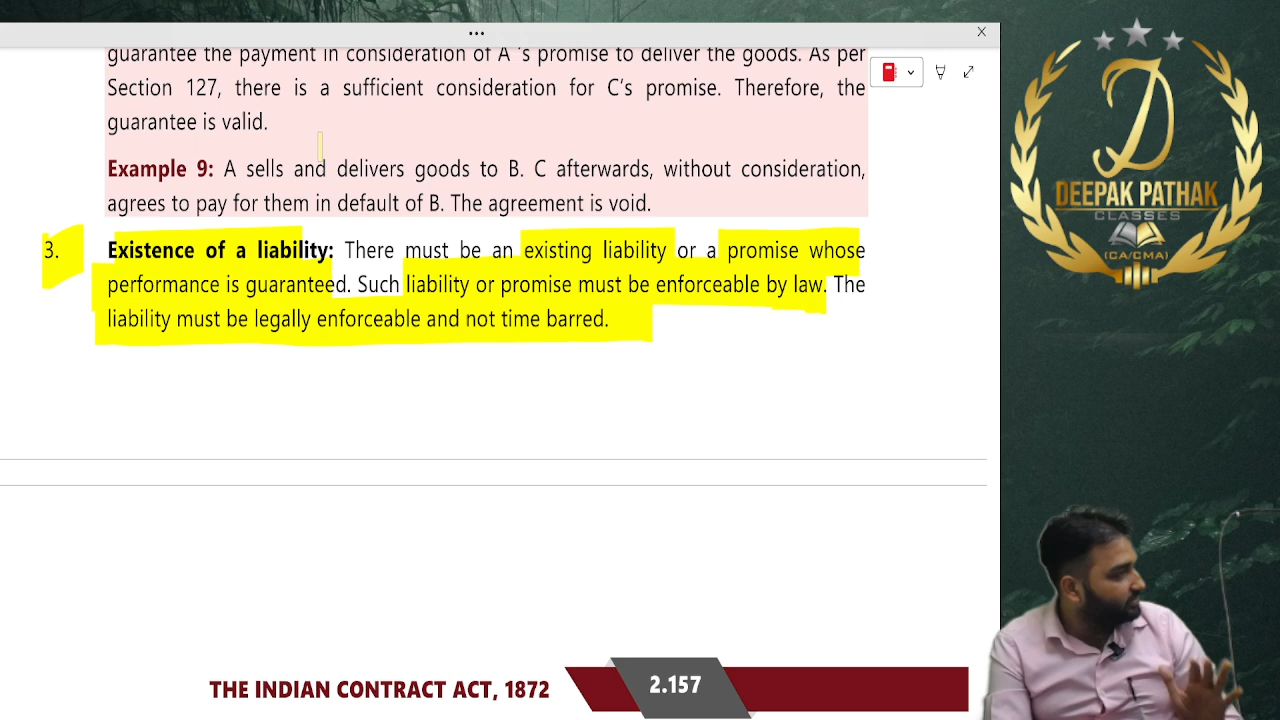 guarantee the payment in consideration of A 's promise to deliver the goods. As per
Section 127, there is a sufficient consideration for C's promise. Therefore, the
guarantee is valid.
Example 9: A sells and delivers goods to B. C afterwards, without consideration,
agrees to pay for them in default of B. The agreement is void.
3. Existence of a liability: There must be an existing liability or a promise whose
performance is guaranteed. Such liability or promise must be enforceable by law. The
liability must be legally enforceable and not time barred.
THE INDIAN CONTRACT ACT, 1872
2.157
D
DEEPAK PATHAK
CLASSES
(CA/CMA)